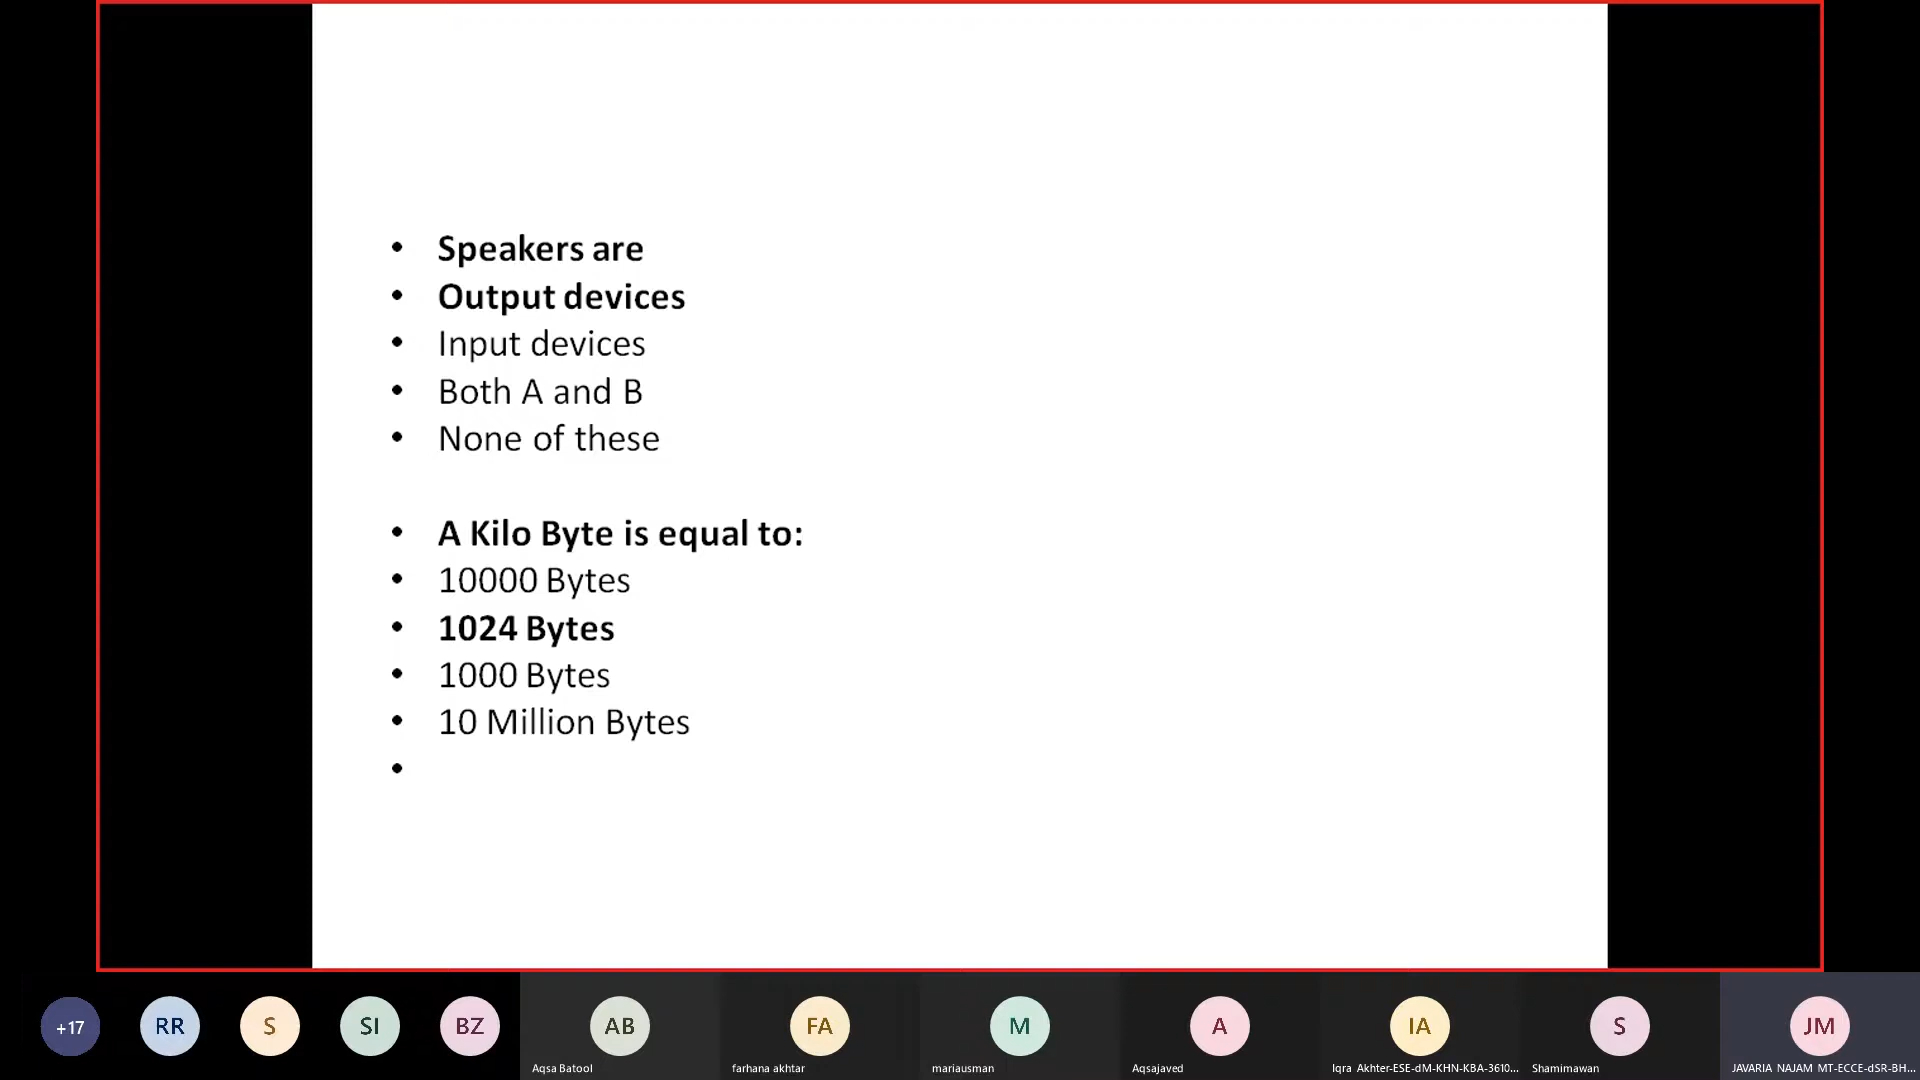 • Speakers are
• Output devices
• Input devices
• Both A and B
• None of these
• A Kilo Byte is equal to:
• 10000 Bytes
• 1024 Bytes
• 1000 Bytes
• 10 Million Bytes
•
+17 RR S SI BZ AB FA M A IA S JM
Aqsa Batool farhana akhtar mariausman Aqsajaved Iqra Akhter-ESE-dM-KHN-KBA-3610... Shamimawan JAVARIA NAJAM MT-ECCE-dSR-BH...